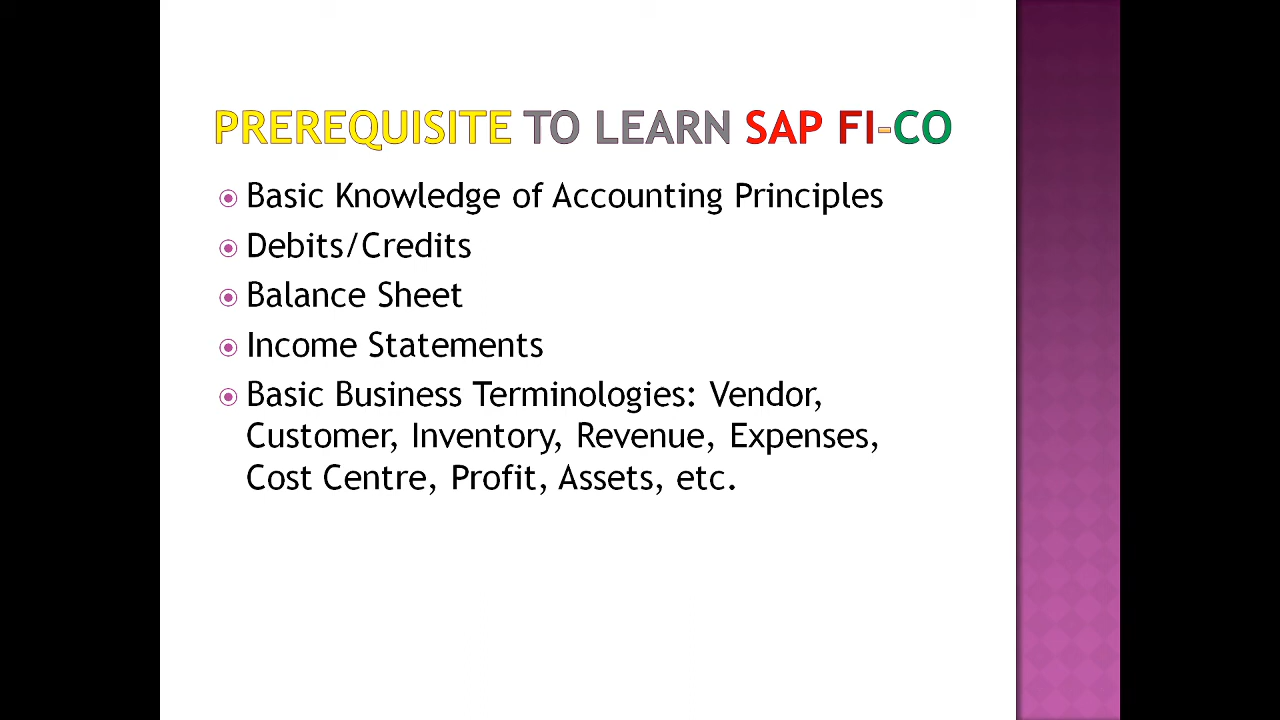 PREREQUISITE TO LEARN SAP FI-CO
Basic Knowledge of Accounting Principles
Debits/Credits
Balance Sheet
Income Statements
Basic Business Terminologies: Vendor,
Customer, Inventory, Revenue, Expenses,
Cost Centre, Profit, Assets, etc.